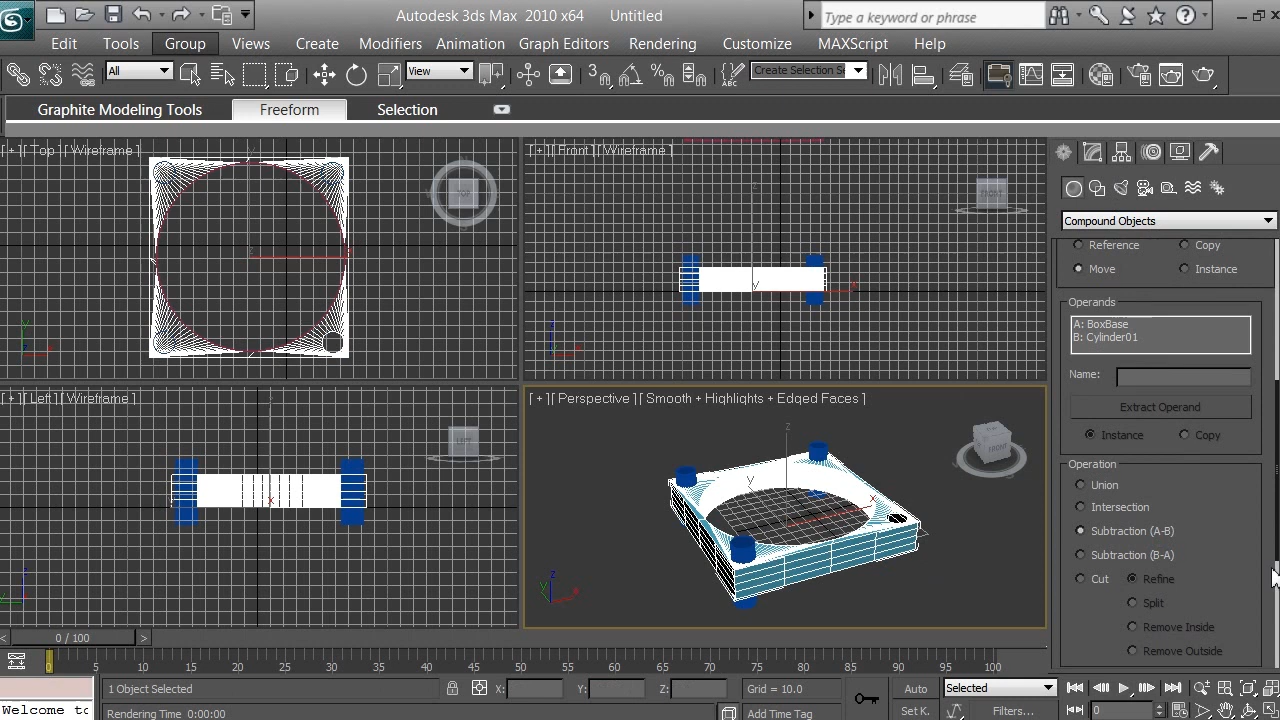 Autodesk 3ds Max 2010 x64 Untitled
Type a keyword or phrase
Edit Tools Group Views Create Modifiers Animation Graph Editors Rendering Customize MAXScript Help
All View Create Selection Se
Graphite Modeling Tools Freeform Selection
[ + ][ Top ][ Wireframe ]
[ + ][ Front ][ Wireframe ]
TOP
FRONT
Compound Objects
Reference Copy
Move Instance
Operands
A: BoxBase
B: Cylinder01
Name:
Extract Operand
Instance Copy
[ + ][ Left ][ Wireframe ]
[ + ][ Perspective ][ Smooth + Highlights + Edged Faces ]
LEFT
FRONT
Operation
Union
Intersection
Subtraction (A-B)
Subtraction (B-A)
Cut Refine
Split
Remove Inside
Remove Outside
< 0 / 100 >
0 5 10 15 20 25 30 35 40 45 50 55 60 65 70 75 80 85 90 95 100
1 Object Selected X: Y: Z: Grid = 10.0 Auto Selected
Welcome to Rendering Time 0:00:00 Add Time Tag Set K. Filters... 0